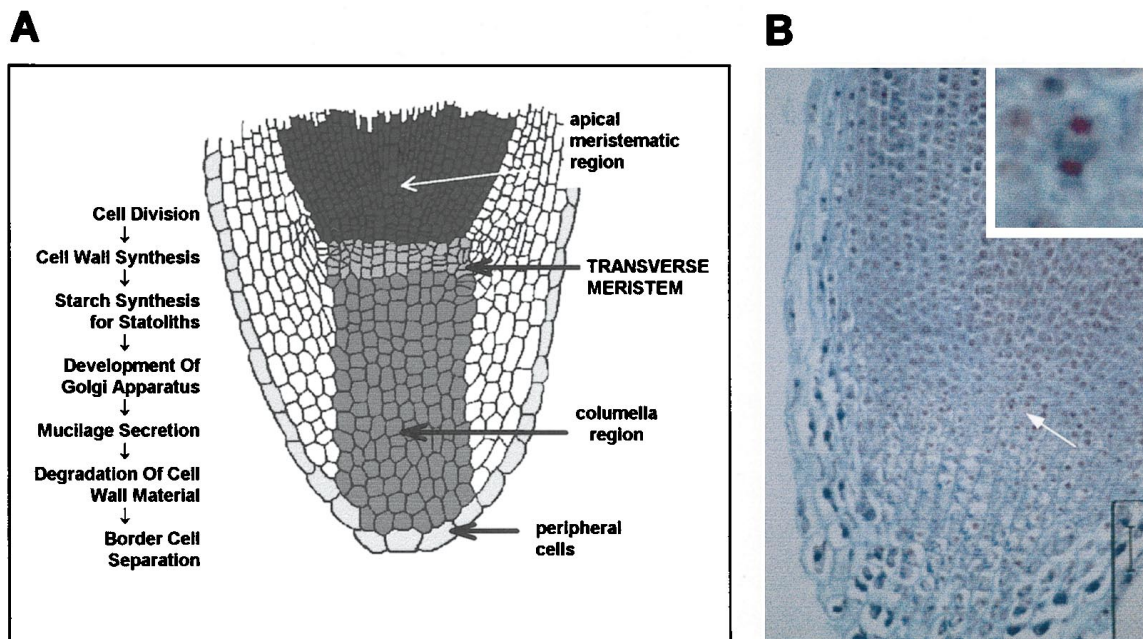 A
B
apical
meristematic
region
Cell Division
↓
Cell Wall Synthesis
↓
Starch Synthesis
for Statoliths
↓
Development Of
Golgi Apparatus
↓
Mucilage Secretion
↓
Degradation Of Cell
Wall Material
↓
Border Cell
Separation
TRANSVERSE
MERISTEM
columella
region
peripheral
cells